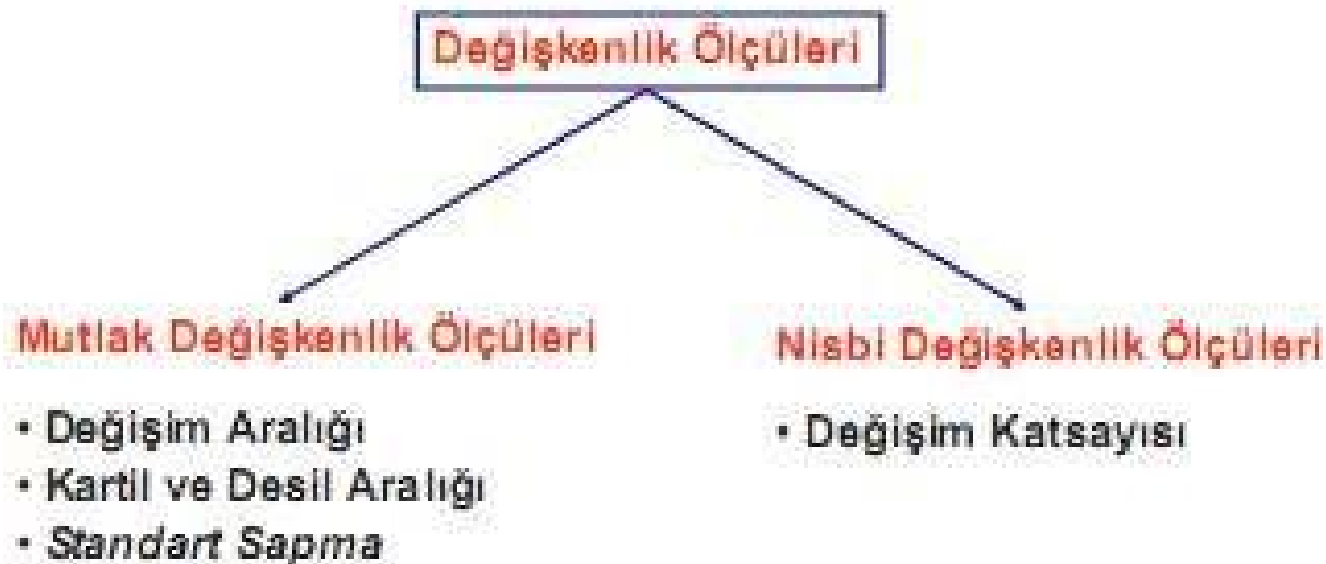 Değişkenlik Ölçüleri
Mutlak Değişkenlik Ölçüleri
• Değişim Aralığı
• Kartil ve Desil Aralığı
• Standart Sapma
Nisbi Değişkenlik Ölçüleri
• Değişim Katsayısı